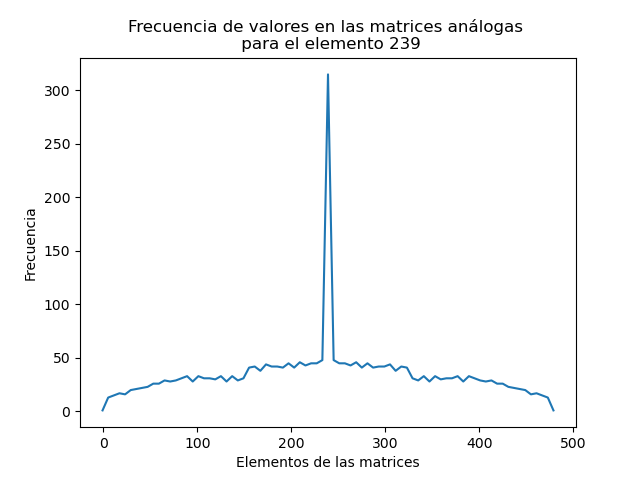 Frecuencia de valores en las matrices análogas
para el elemento 239
300
250
200
150
100
50
0
Frecuencia
0 100 200 300 400 500
Elementos de las matrices